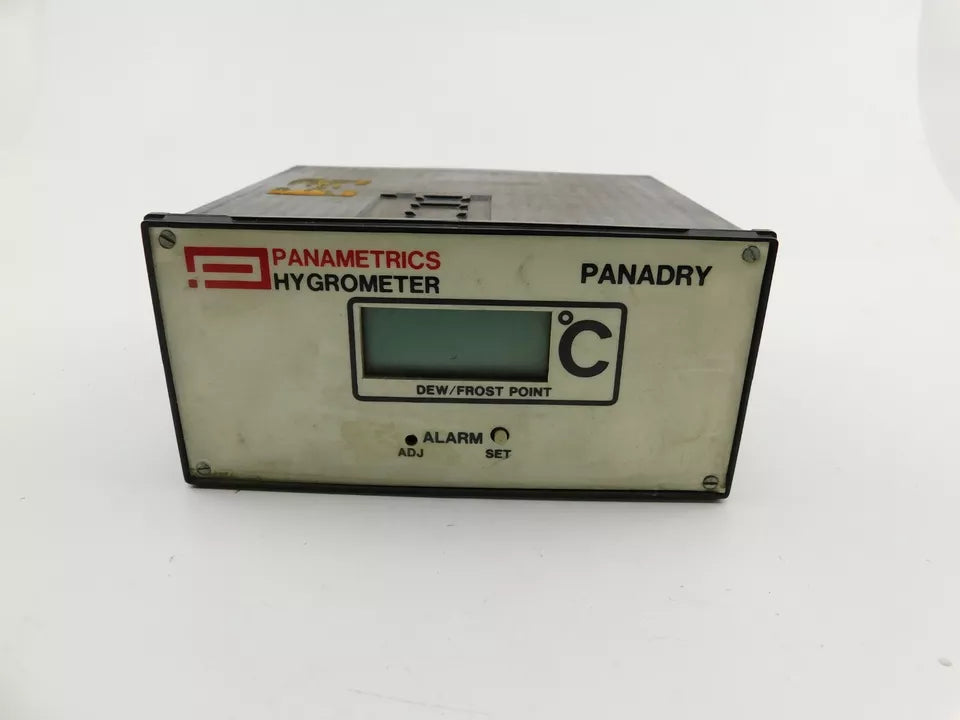 PANAMETRICS
HYGROMETER
PANADRY
°C
DEW/FROST POINT
ALARM
ADJ SET